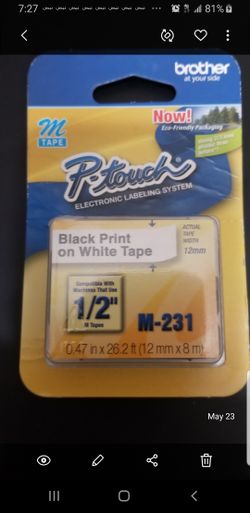 7:27
81%
brother
at your side
M
TAPE
Now!
Eco-Friendly Packaging
P-touch
ELECTRONIC LABELING SYSTEM
Black Print
on White Tape
ACTUAL
TAPE
WIDTH
12mm
Compatible With
Machines That Use
1/2"
M Tapes
M-231
0.47 in x 26.2 ft (12 mm x 8 m)
May 23